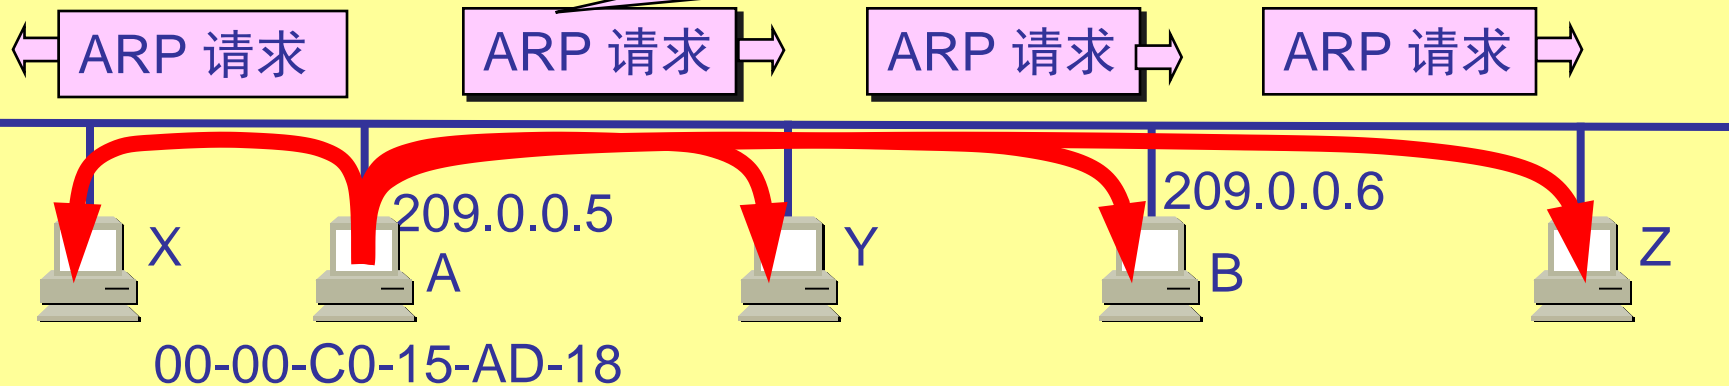 ARP 请求
ARP 请求
ARP 请求
ARP 请求
209.0.0.5
209.0.0.6
X
A
Y
B
Z
00-00-C0-15-AD-18